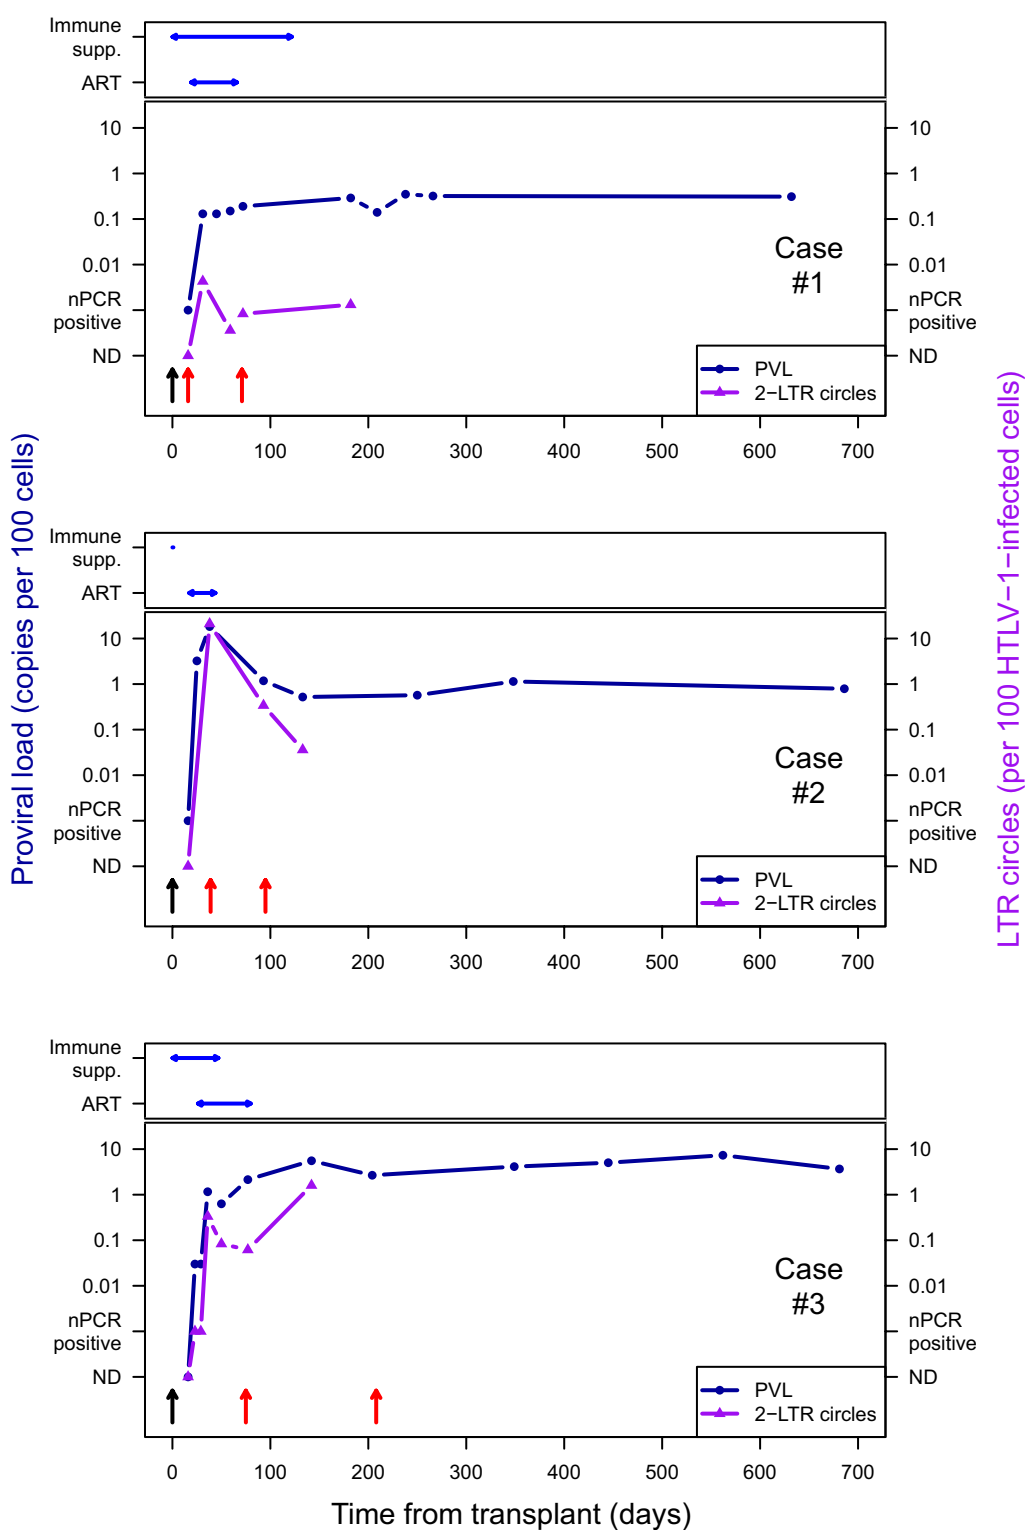 Immune
supp.
ART
10
10
1
1
0.1
0.1
0.01
0.01
nPCR
positive
nPCR
positive
ND
ND
Case
#1
PVL
2−LTR circles
0
100
200
300
400
500
600
700
Proviral load (copies per 100 cells)
LTR circles (per 100 HTLV−1−infected cells)
Immune
supp.
ART
10
10
1
1
0.1
0.1
0.01
0.01
nPCR
positive
nPCR
positive
ND
ND
Case
#2
PVL
2−LTR circles
0
100
200
300
400
500
600
700
Immune
supp.
ART
10
10
1
1
0.1
0.1
0.01
0.01
nPCR
positive
nPCR
positive
ND
ND
Case
#3
PVL
2−LTR circles
0
100
200
300
400
500
600
700
Time from transplant (days)